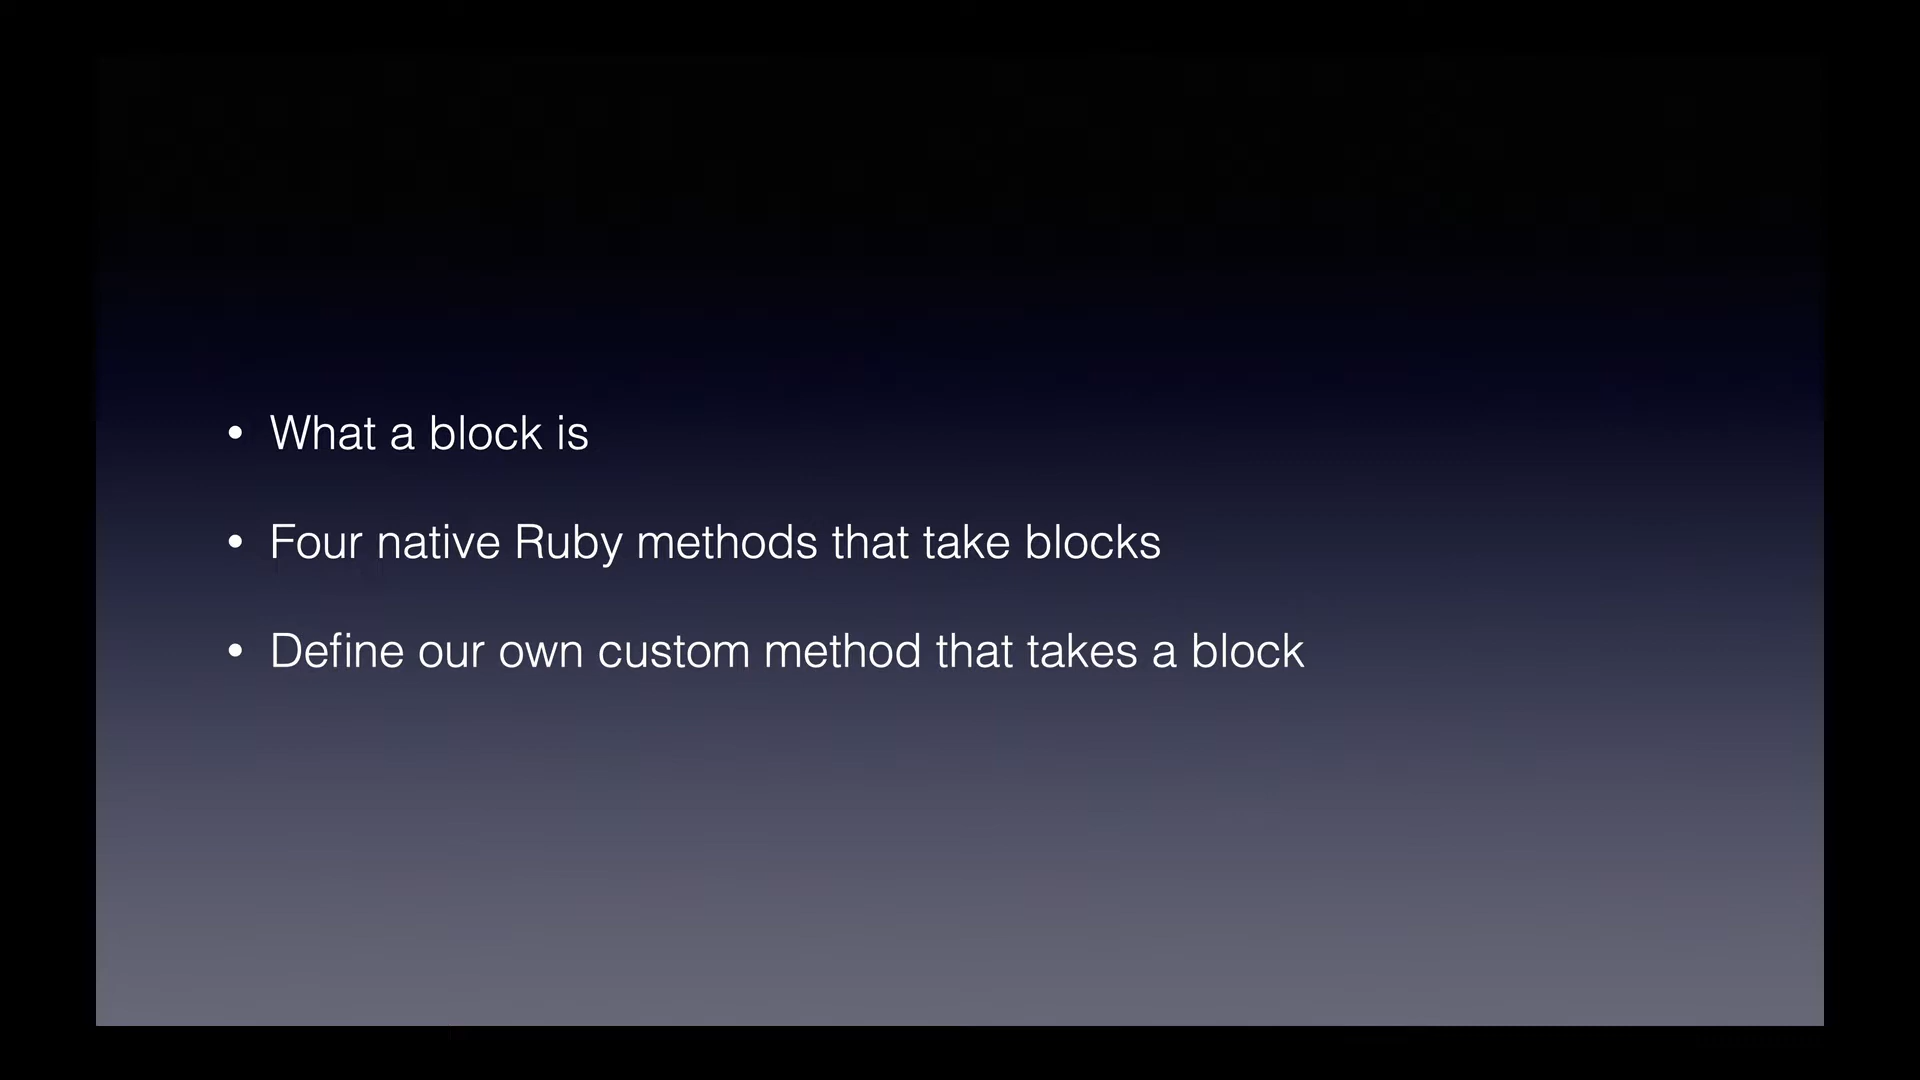 • What a block is
• Four native Ruby methods that take blocks
• Define our own custom method that takes a block